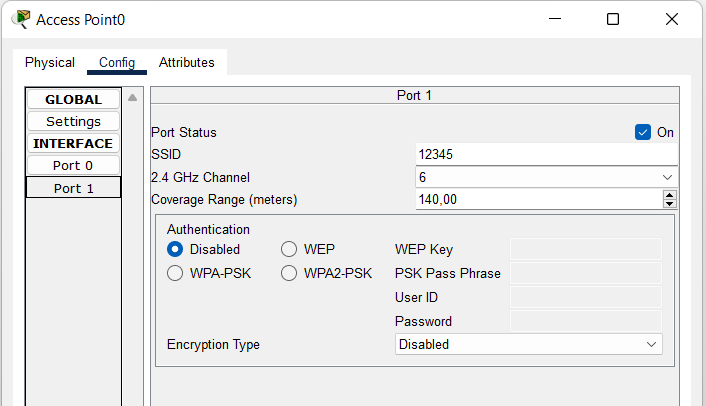 Access Point0
Physical Config Attributes
GLOBAL
Settings
INTERFACE
Port 0
Port 1
Port 1
Port Status On
SSID 12345
2.4 GHz Channel 6
Coverage Range (meters) 140,00
Authentication
Disabled WEP WEP Key
WPA-PSK WPA2-PSK PSK Pass Phrase
User ID
Password
Encryption Type Disabled